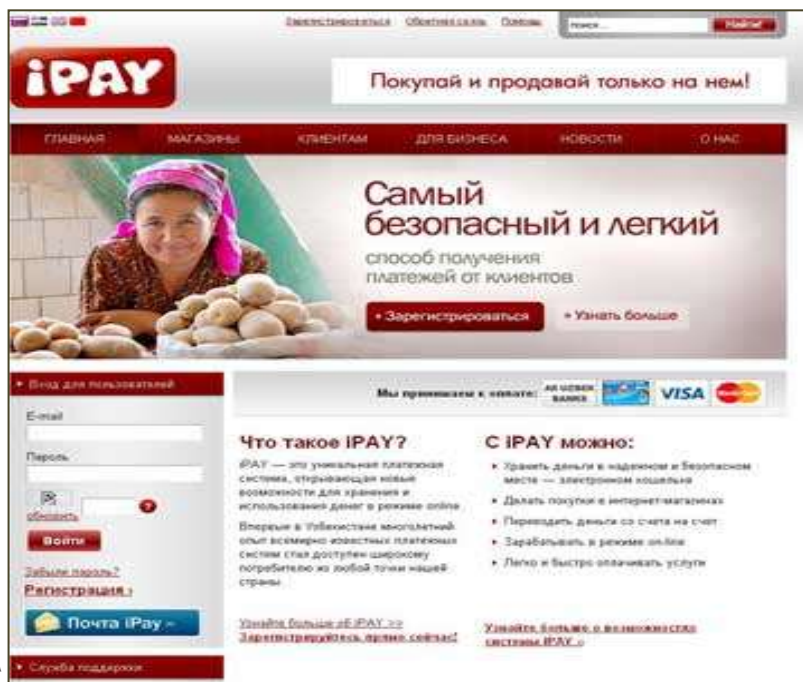 Зарегистрироваться Обратная связь Помощь
поиск... Найти!
iPAY
Покупай и продавай только на нем!
ГЛАВНАЯ МАГАЗИНЫ КЛИЕНТАМ ДЛЯ БИЗНЕСА НОВОСТИ О НАС
Самый
безопасный и легкий
способ получения
платежей от клиентов
Зарегистрироваться
Узнать больше
Вход для пользователей
E-mail
Пароль
обновить
?
Войти
Забыли пароль?
Регистрация ›
Почта iPay
Служба поддержки
Мы принимаем к оплате:
BANKS
VISA
MasterCard
Что такое iPAY?
iPAY — это уникальная платежная
система, открывающая новые
возможности для хранения и
использования денег в режиме online.
Впервые в Узбекистане многолетний
опыт всемирно известных платежных
систем стал доступен широкому
потребителю из любой точки нашей
страны.
Узнайте больше об iPAY >>
Зарегистрируйтесь прямо сейчас!
С iPAY можно:
Хранить деньги в надежном и безопасном
месте — электронном кошельке
Делать покупки в интернет-магазинах
Переводить деньги со счета на счет
Зарабатывать в режиме on-line
Легко и быстро оплачивать услуги
Узнайте больше о возможностях
системы iPAY »